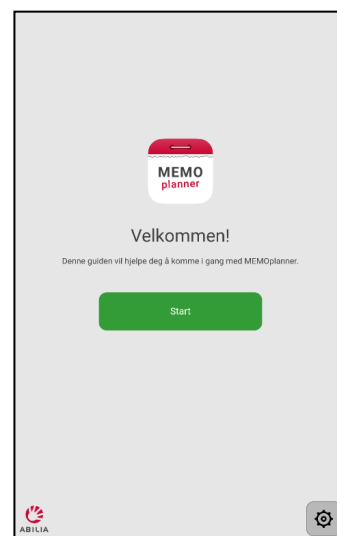 MEMO
planner
Velkommen!
Denne guiden vil hjelpe deg å komme i gang med MEMOplanner.
Start
ABILIA